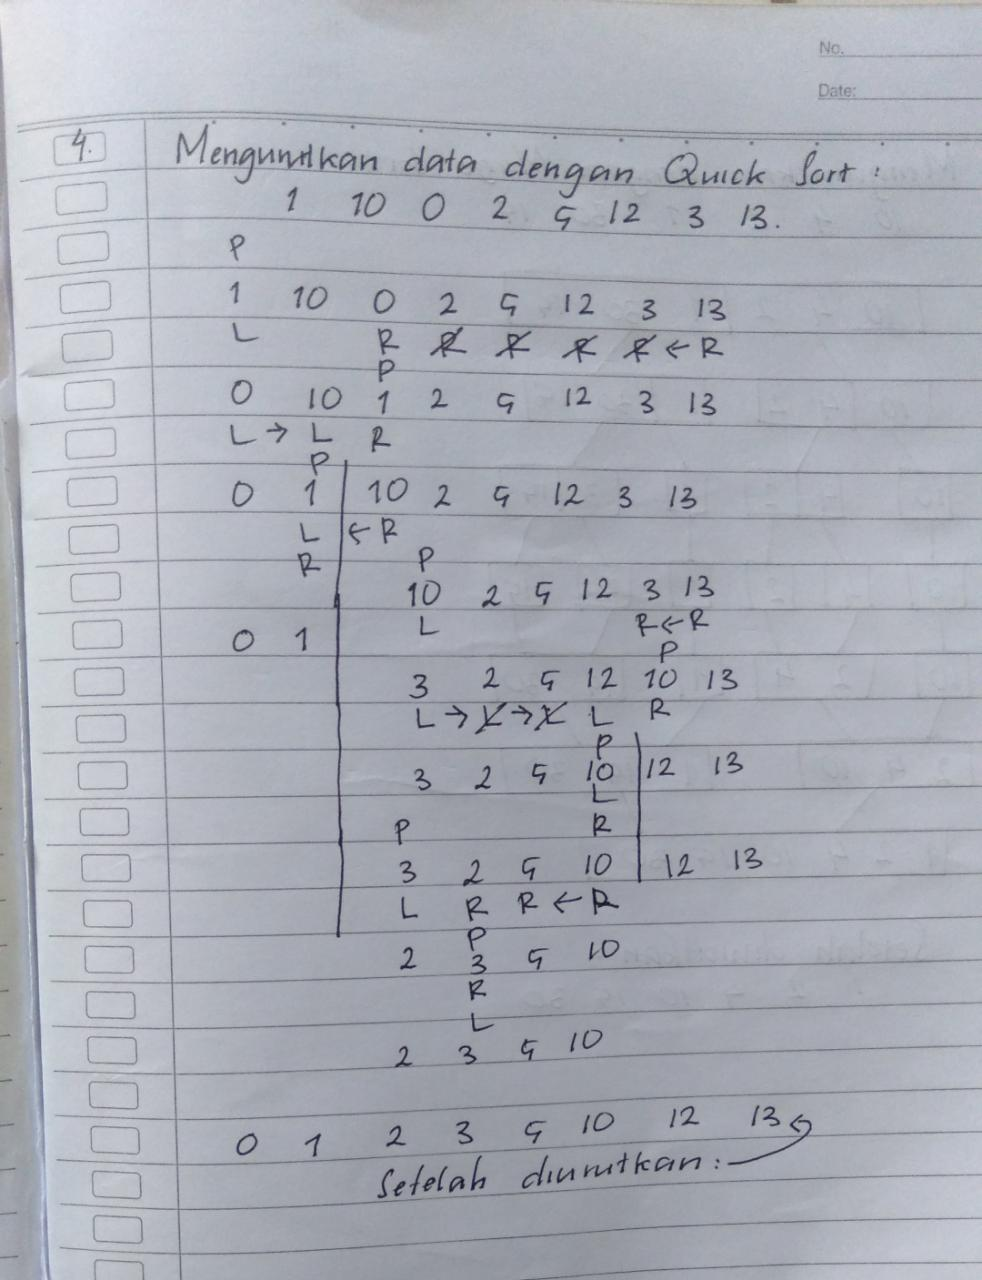 No.
Date:
4. Mengurutkan data dengan Quick Sort :
1 10 0 2 5 12 3 13.
P
1 10 0 2 5 12 3 13
L R R R R R ← R
P
0 10 1 2 5 12 3 13
L → L R
P
0 1 10 2 5 12 3 13
L ← R
R P
10 2 5 12 3 13
L R ← R
0 1
P
3 2 5 12 10 13
L → L → L L R
P
3 2 5 10 12 13
L
P R
3 2 5 10 12 13
L R R ← R
P
2 3 5 10
R
L
2 3 5 10
0 1 2 3 5 10 12 13
Setelah diurutkan :